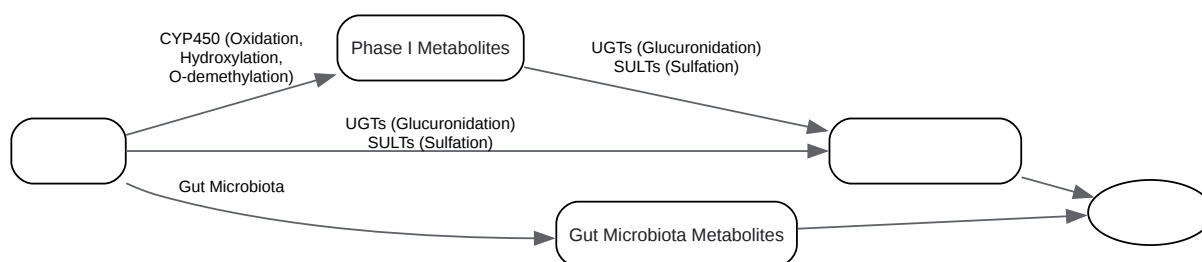 CYP450 (Oxidation,
Hydroxylation,
O-demethylation)
Phase I Metabolites
UGTs (Glucuronidation)
SULTs (Sulfation)
UGTs (Glucuronidation)
SULTs (Sulfation)
Gut Microbiota
Gut Microbiota Metabolites